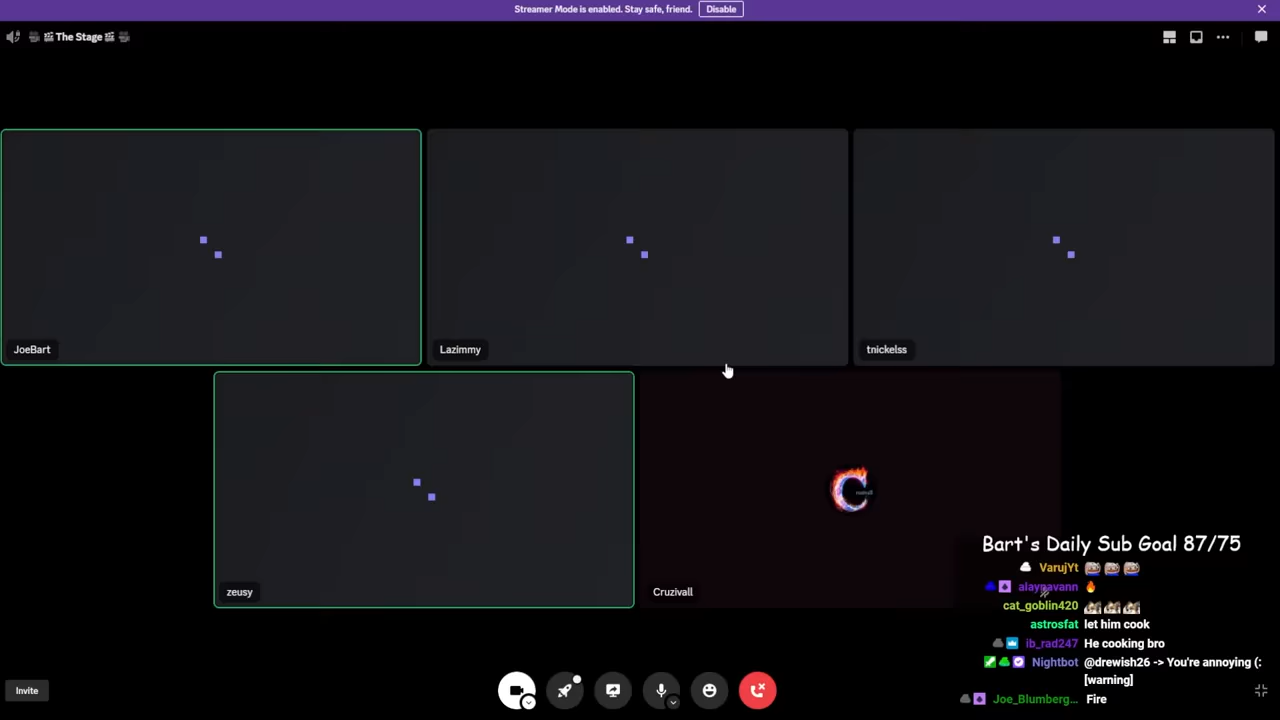 Streamer Mode is enabled. Stay safe, friend. Disable
The Stage
JoeBart
Lazimmy
tnickelss
zeusy
Cruzivall
Bart's Daily Sub Goal 87/75
VarujYt
alaynavann
cat_goblin420
astrosfat let him cook
ib_rad247 He cooking bro
Nightbot @drewish26 -> You're annoying (:
[warning]
Joe_Blumberg... Fire
Invite